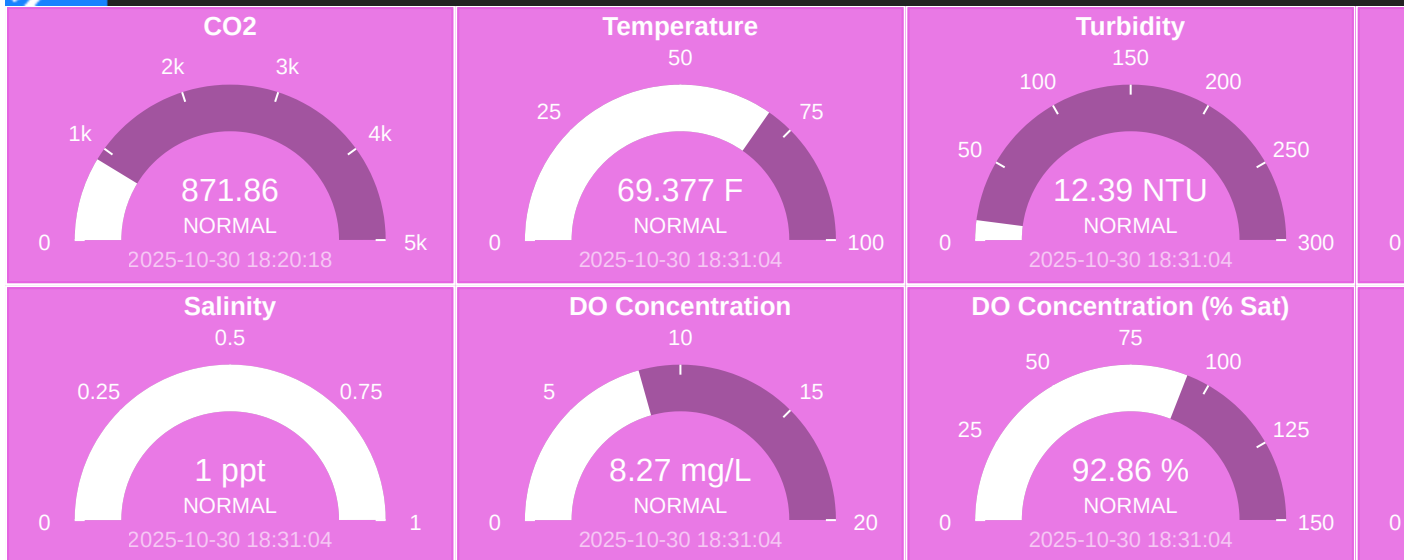 CO2
2k 3k
1k 4k
871.86
NORMAL
0 5k
2025-10-30 18:20:18
Temperature
50
25 75
69.377 F
NORMAL
0 100
2025-10-30 18:31:04
Turbidity
150
100 200
50 250
12.39 NTU
NORMAL
0 300
2025-10-30 18:31:04
0
Salinity
0.5
0.25 0.75
1 ppt
NORMAL
0 1
2025-10-30 18:31:04
DO Concentration
10
5 15
8.27 mg/L
NORMAL
0 20
2025-10-30 18:31:04
DO Concentration (% Sat)
75
50 100
25 125
92.86 %
NORMAL
0 150
2025-10-30 18:31:04
0